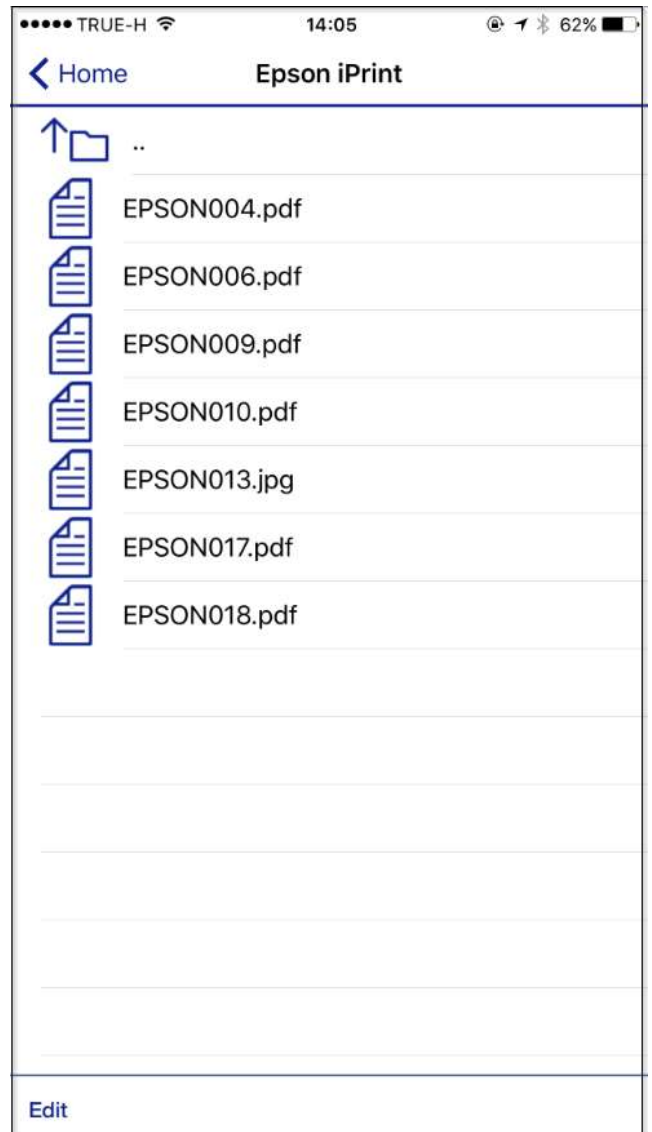 TRUE-H 14:05 62%
Home Epson iPrint
..
EPSON004.pdf
EPSON006.pdf
EPSON009.pdf
EPSON010.pdf
EPSON013.jpg
EPSON017.pdf
EPSON018.pdf
Edit